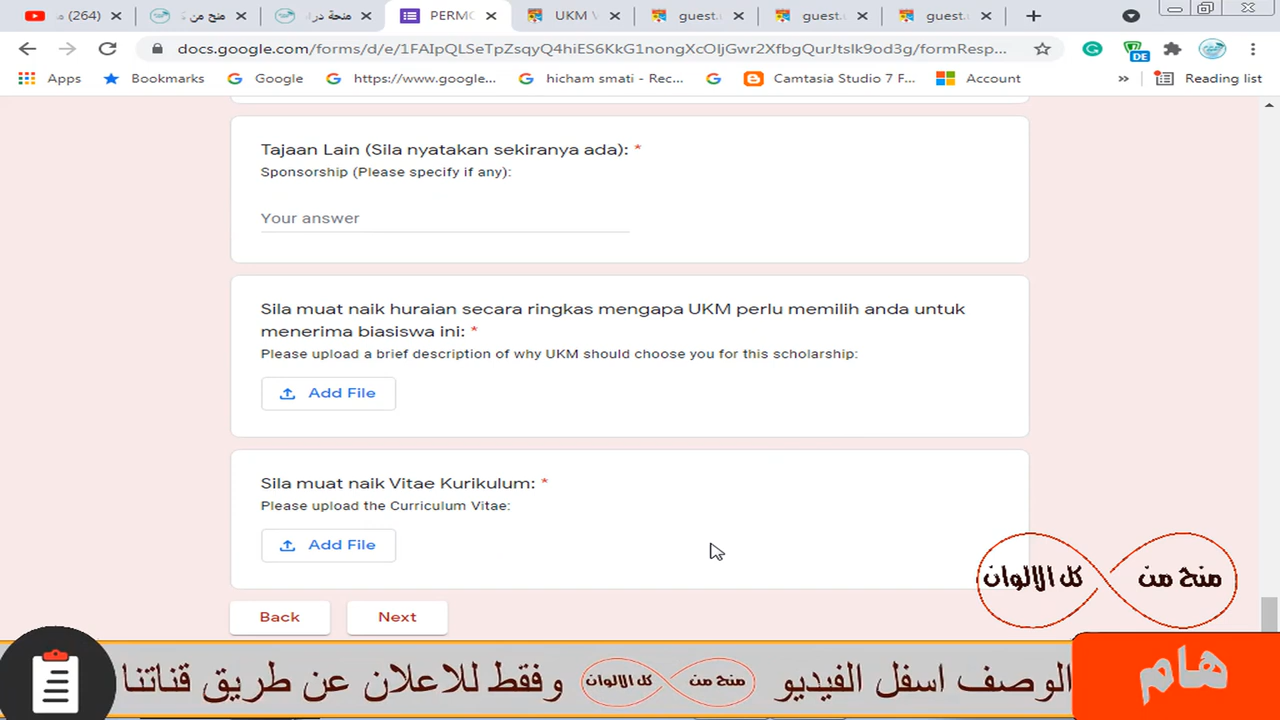 (264)
منح من ة
منحة درا
PERMC
UKM \
guest.
guest.
guest.
docs.google.com/forms/d/e/1FAIpQLSeTpZsqyQ4hiES6KkG1nongXcOIjGwr2XfbgQurJtslk9od3g/formResp...
DE
Apps
Bookmarks
Google
https://www.google...
hicham smati - Rec...
Camtasia Studio 7 F...
Account
»
Reading list
Tajaan Lain (Sila nyatakan sekiranya ada): *
Sponsorship (Please specify if any):
Your answer
Sila muat naik huraian secara ringkas mengapa UKM perlu memilih anda untuk
menerima biasiswa ini: *
Please upload a brief description of why UKM should choose you for this scholarship:
Add File
Sila muat naik Vitae Kurikulum: *
Please upload the Curriculum Vitae:
Add File
منح من كل الالوان
Back
Next
هام
الوصف اسفل الفيديو منح من كل الالوان وفقط للاعلان عن طريق قناتنا